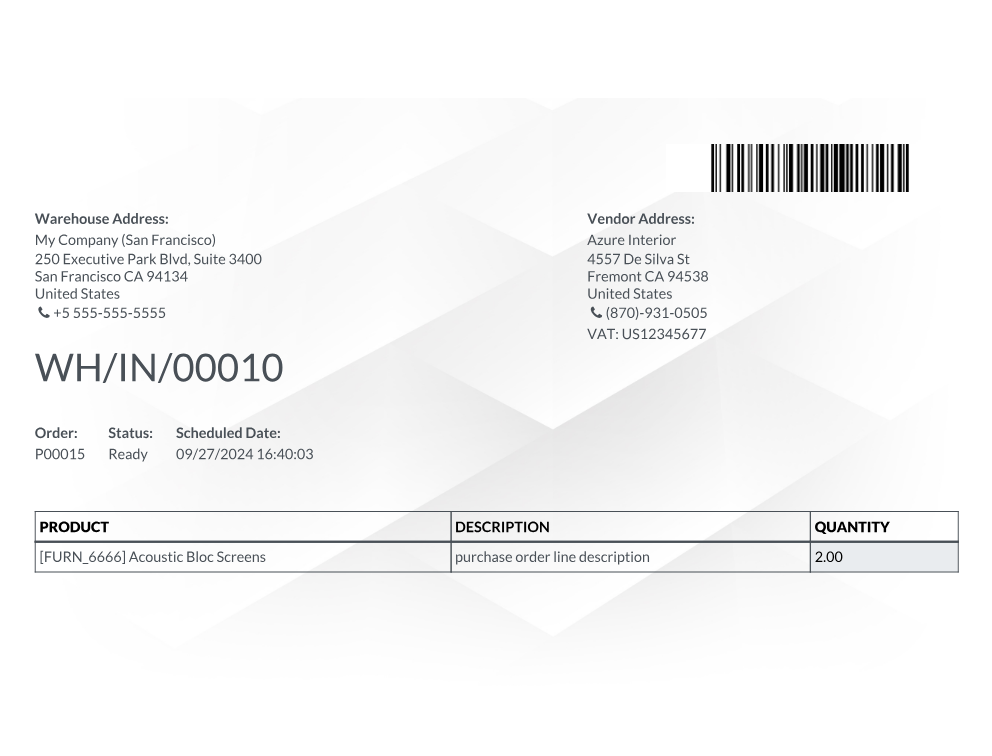 Warehouse Address:
My Company (San Francisco)
250 Executive Park Blvd, Suite 3400
San Francisco CA 94134
United States
+5 555-555-5555
Vendor Address:
Azure Interior
4557 De Silva St
Fremont CA 94538
United States
(870)-931-0505
VAT: US12345677
WH/IN/00010
Order: Status: Scheduled Date:
P00015 Ready 09/27/2024 16:40:03
PRODUCT DESCRIPTION QUANTITY
[FURN_6666] Acoustic Bloc Screens purchase order line description 2.00